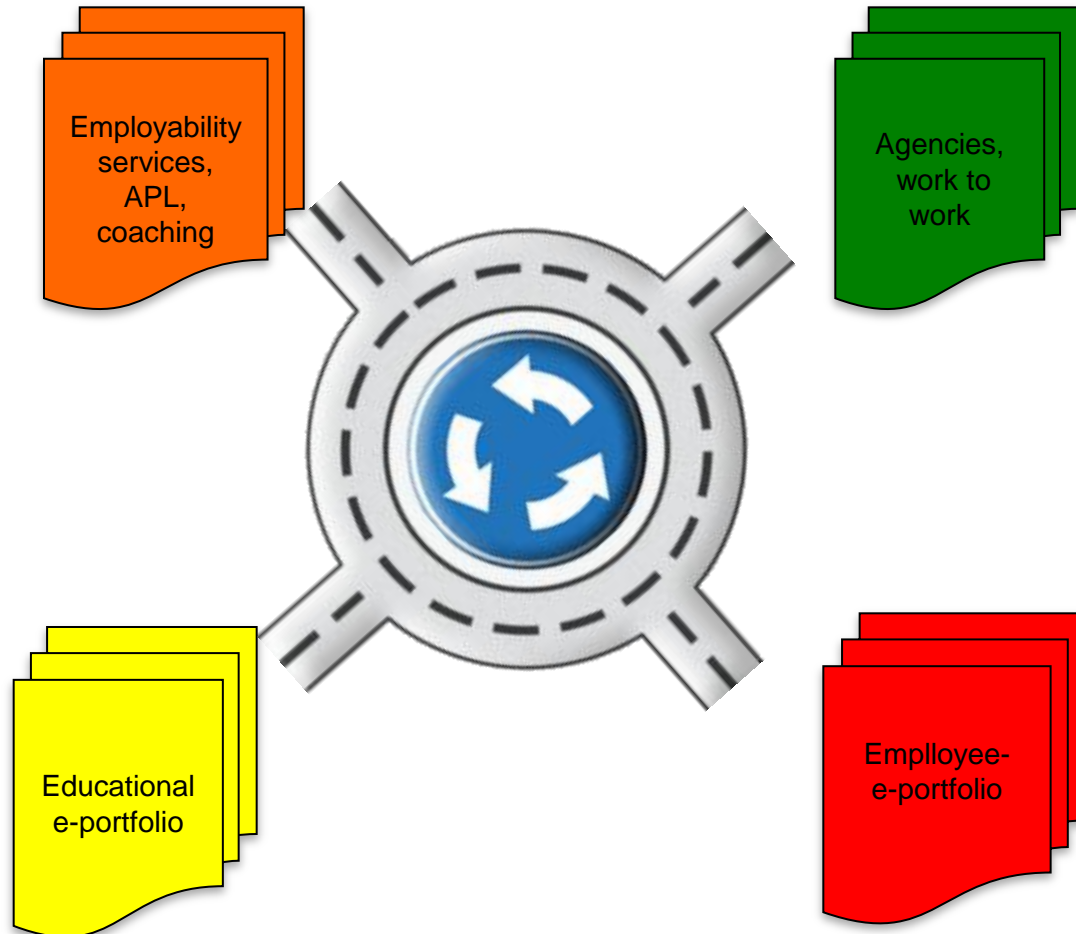 Employability
services,
APL,
coaching
Agencies,
work to
work
Educational
e-portfolio
Emplloyee-
e-portfolio